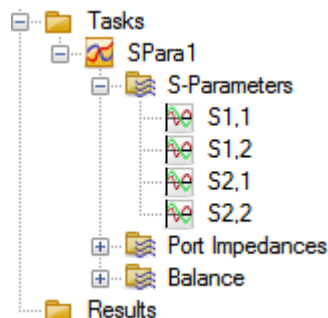 Tasks
SPara1
S-Parameters
S1,1
S1,2
S2,1
S2,2
Port Impedances
Balance
Results